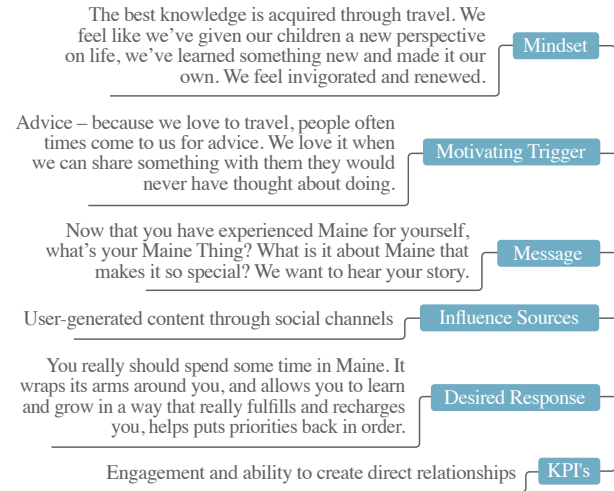 The best knowledge is acquired through travel. We
feel like we've given our children a new perspective
on life, we've learned something new and made it our
own. We feel invigorated and renewed.
Mindset
Advice – because we love to travel, people often
times come to us for advice. We love it when
we can share something with them they would
never have thought about doing.
Motivating Trigger
Now that you have experienced Maine for yourself,
what's your Maine Thing? What is it about Maine that
makes it so special? We want to hear your story.
Message
User-generated content through social channels
Influence Sources
You really should spend some time in Maine. It
wraps its arms around you, and allows you to learn
and grow in a way that really fulfills and recharges
you, helps puts priorities back in order.
Desired Response
Engagement and ability to create direct relationships
KPI's